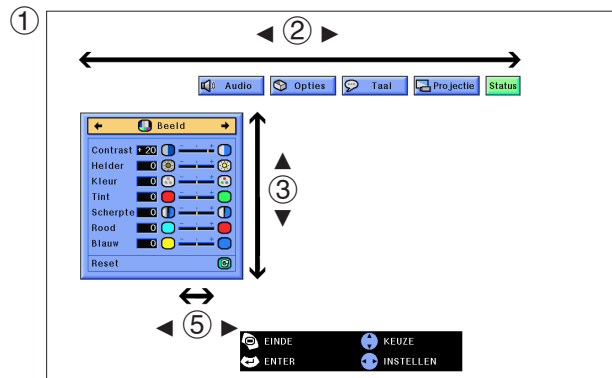 ①
◄ ② ►
Audio Opties Taal Projectie Status
Beeld
Contrast + 20
Helder 0
Kleur 0
Tint 0
Scherpte 0
Rood 0
Blauw 0
Reset
▲
③
▼
◄ ⑤ ►
EINDE KEUZE
ENTER INSTELLEN